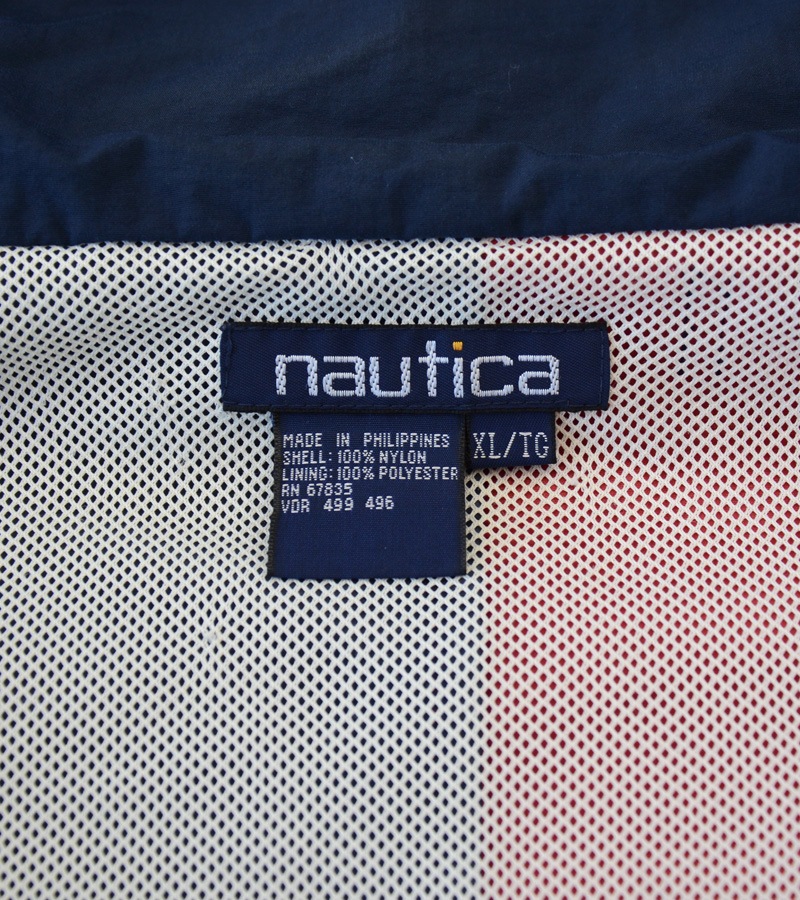 nautica
MADE IN PHILIPPINES
SHELL: 100% NYLON
LINING: 100% POLYESTER
RN 67835
VDR 499 496
XL/TG